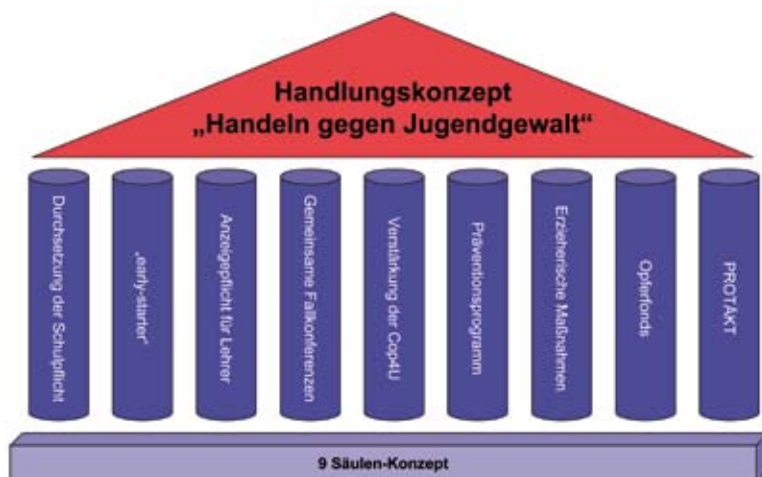 Handlungskonzept
„Handeln gegen Jugendgewalt“
Durchsetzung der Schulpflicht
„early-starter“
Anzeigepflicht für Lehrer
Gemeinsame Fallkonferenzen
Verstärkung der Cop4U
Präventionsprogramm
Erzieherische Maßnahmen
Opferfonds
PROTÄKT
9 Säulen-Konzept